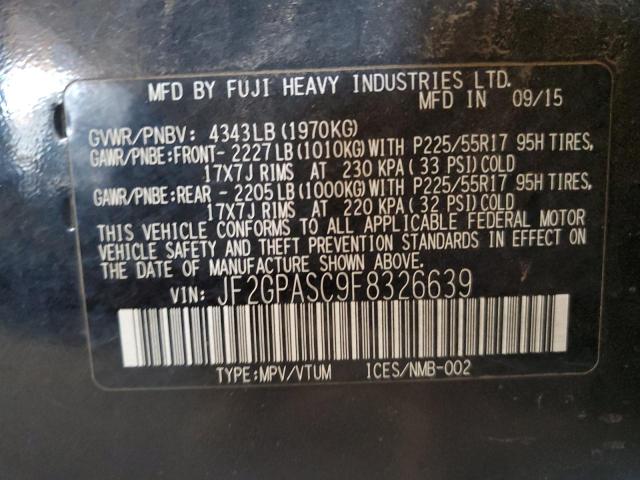 MFD BY FUJI HEAVY INDUSTRIES LTD.
MFD IN 09/15
GVWR/PNBV: 4343LB (1970KG)
GAWR/PNBE:FRONT- 2227LB (1010KG) WITH P225/55R17 95H TIRES,
17X7J RIMS AT 230 KPA (33 PSI) COLD
GAWR/PNBE:REAR - 2205LB (1000KG) WITH P225/55R17 95H TIRES,
17X7J RIMS AT 220 KPA (32 PSI) COLD
THIS VEHICLE CONFORMS TO ALL APPLICABLE FEDERAL MOTOR
VEHICLE SAFETY AND THEFT PREVENTION STANDARDS IN EFFECT ON
THE DATE OF MANUFACTURE SHOWN ABOVE.
VIN: JF2GPASC9F8326639
TYPE:MPV/VTUM ICES/NMB-002